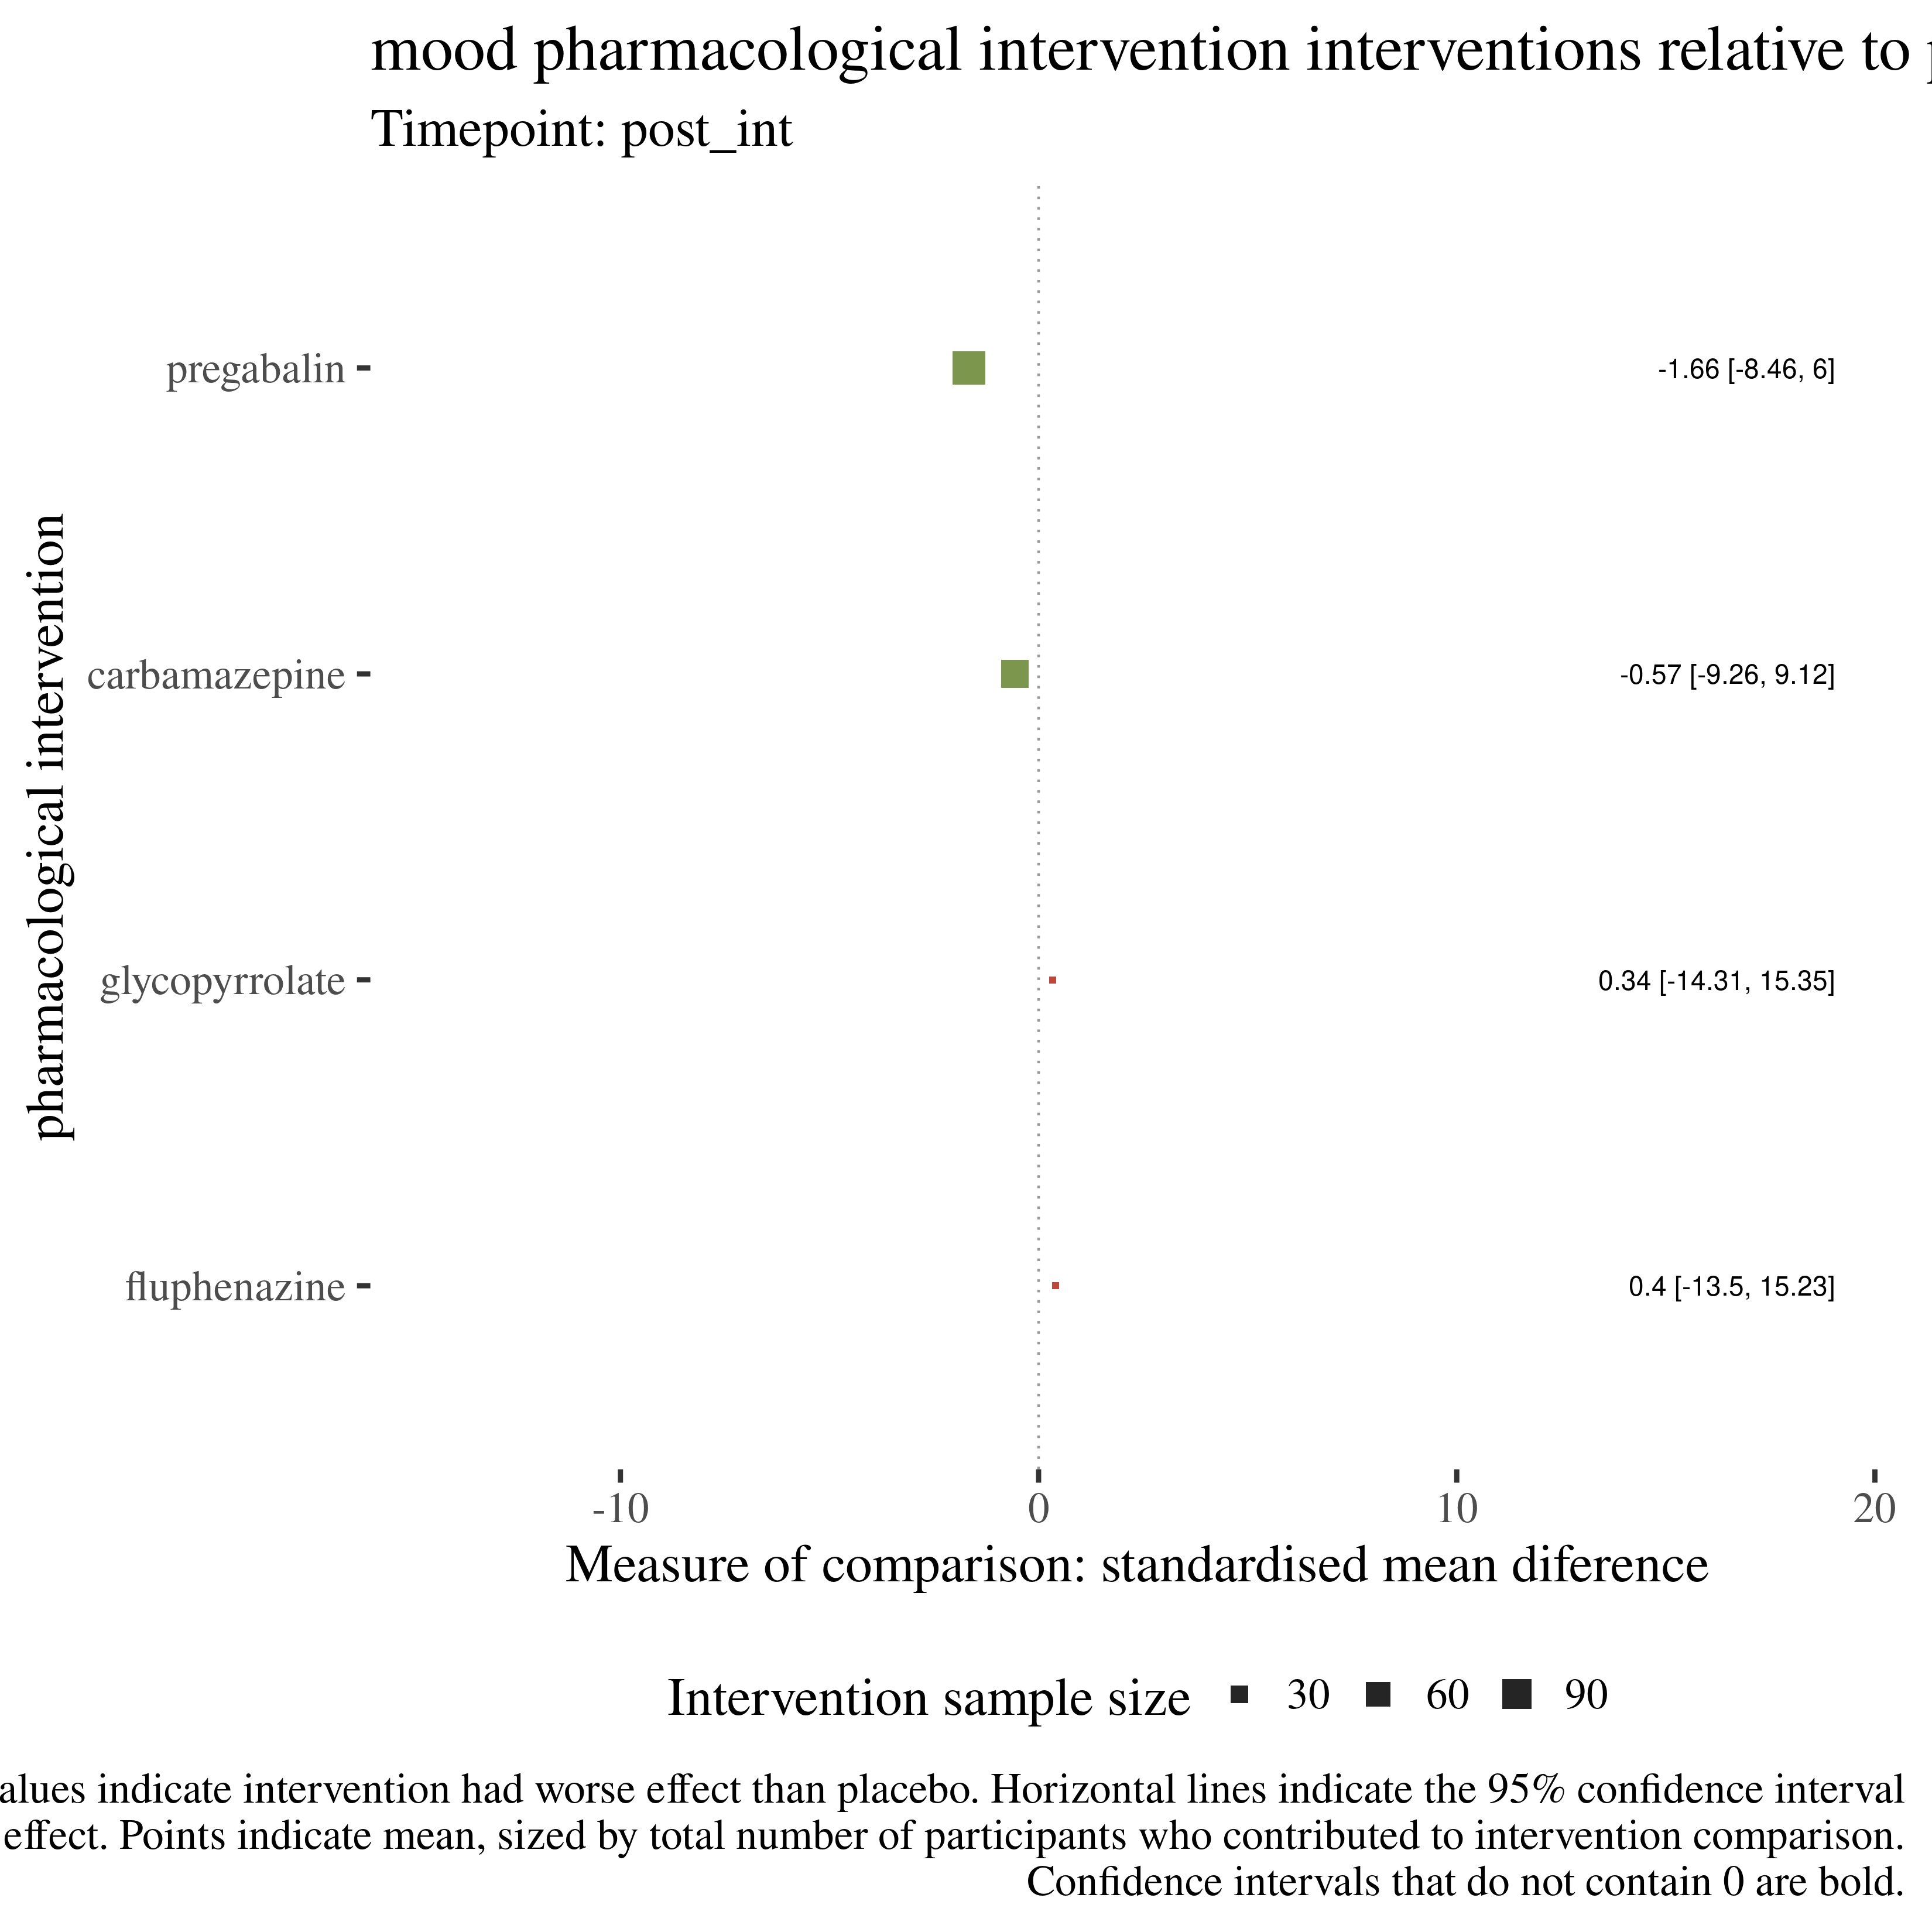 mood pharmacological intervention interventions relative to
Timepoint: post_int
pharmacological intervention
pregabalin
-1.66 [-8.46, 6]
carbamazepine
-0.57 [-9.26, 9.12]
glycopyrrolate
0.34 [-14.31, 15.35]
fluphenazine
0.4 [-13.5, 15.23]
-10
0
10
20
Measure of comparison: standardised mean diference
Intervention sample size
30
60
90
alues indicate intervention had worse effect than placebo. Horizontal lines indicate the 95% confidence interval
effect. Points indicate mean, sized by total number of participants who contributed to intervention comparison.
Confidence intervals that do not contain 0 are bold.